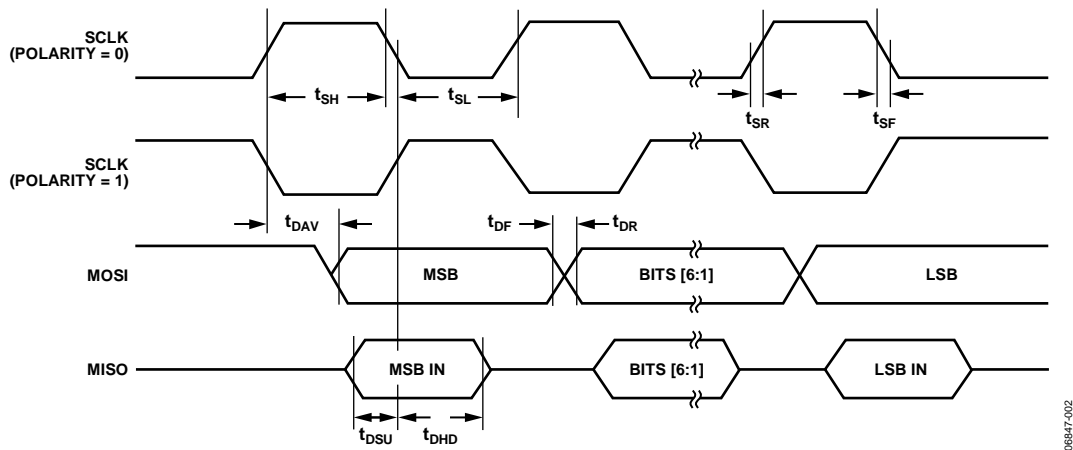 SCLK
(POLARITY = 0)
tSH
tSL
tSR
tSF
SCLK
(POLARITY = 1)
tDAV
tDF
tDR
MOSI
MSB
BITS [6:1]
LSB
MISO
MSB IN
BITS [6:1]
LSB IN
tDSU
tDHD
06847-002